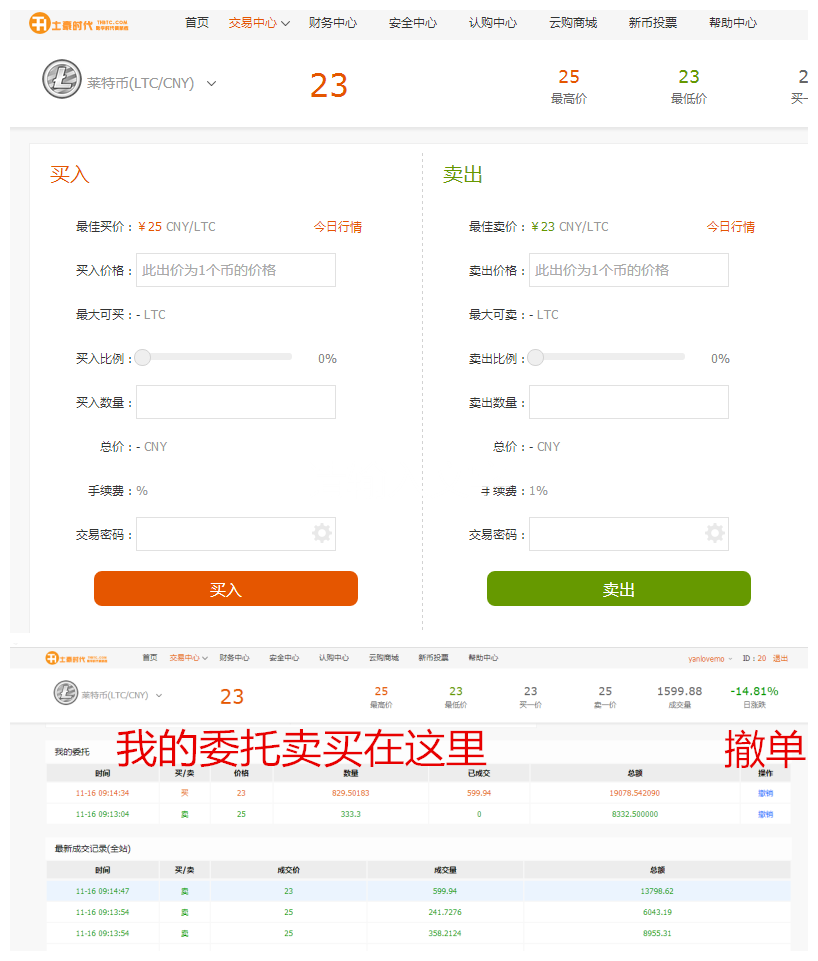 土豪时代
首页 交易中心 财务中心 安全中心 认购中心 云购商城 新币投票 帮助中心
莱特币(LTC/CNY) 23 25 23 2
最高价 最低价 买一
买入 卖出
最佳买价：￥25 CNY/LTC 今日行情 最佳卖价：￥23 CNY/LTC 今日行情
买入价格： 此出价为1个币的价格 卖出价格： 此出价为1个币的价格
最大可买：- LTC 最大可卖：- LTC
买入比例： 0% 卖出比例： 0%
买入数量： 卖出数量：
总价：- CNY 总价：- CNY
手续费：% 手续费：1%
交易密码： 交易密码：
买入 卖出
土豪时代 首页 交易中心 财务中心 安全中心 认购中心 云购商城 新币投票 帮助中心 yanlovemo ID：20 退出
莱特币(LTC/CNY) 23 25 23 23 25 1599.88 -14.81%
最高价 最低价 买一价 卖一价 成交量 日涨跌
我的委托卖买在这里 撤单
我的委托
时间 买/卖 价格 数量 已成交 总额 操作
11-16 09:14:34 买 23 829.50183 599.94 19078.542090 撤销
11-16 09:13:04 卖 25 333.3 0 8332.500000 撤销
最新成交记录(全站)
时间 买/卖 成交价 成交量 总额
11-16 09:14:47 卖 23 599.94 13798.62
11-16 09:13:54 卖 25 241.7276 6043.19
11-16 09:13:54 卖 25 358.2124 8955.31